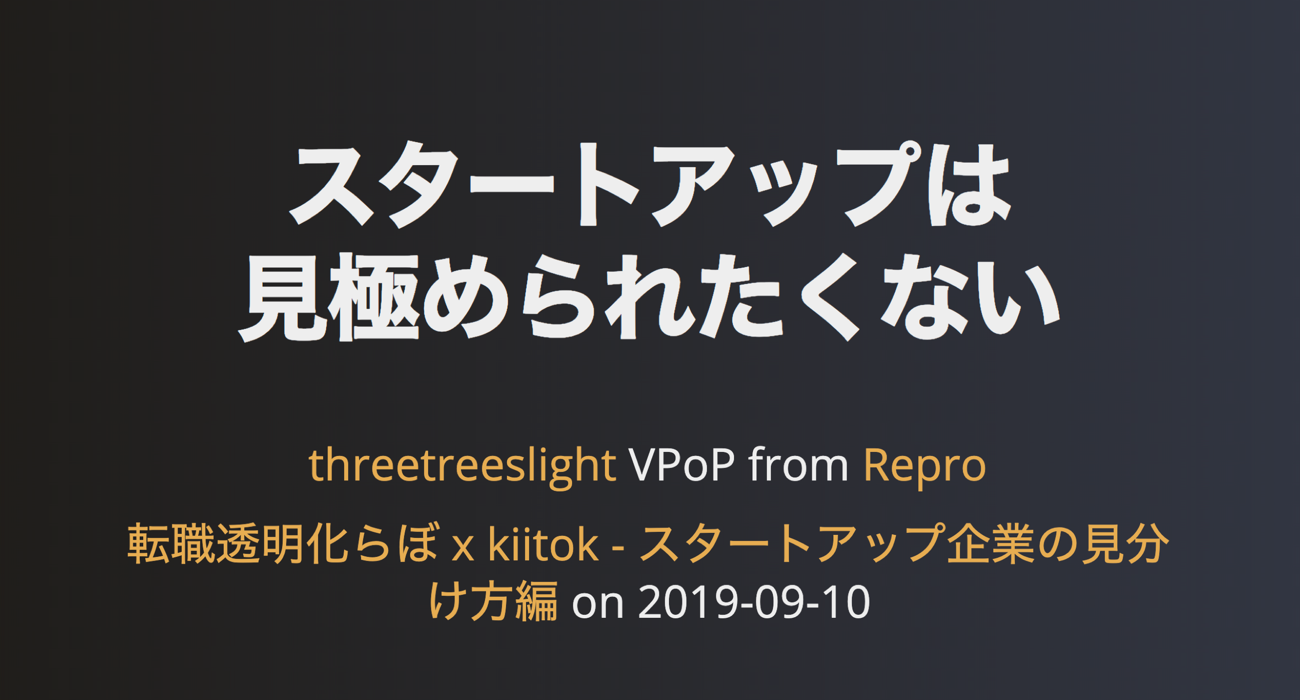 スタートアップは
見極められたくない
threetreeslight VPoP from Repro
転職透明化らぼ x kiitok - スタートアップ企業の見分
け方編 on 2019-09-10